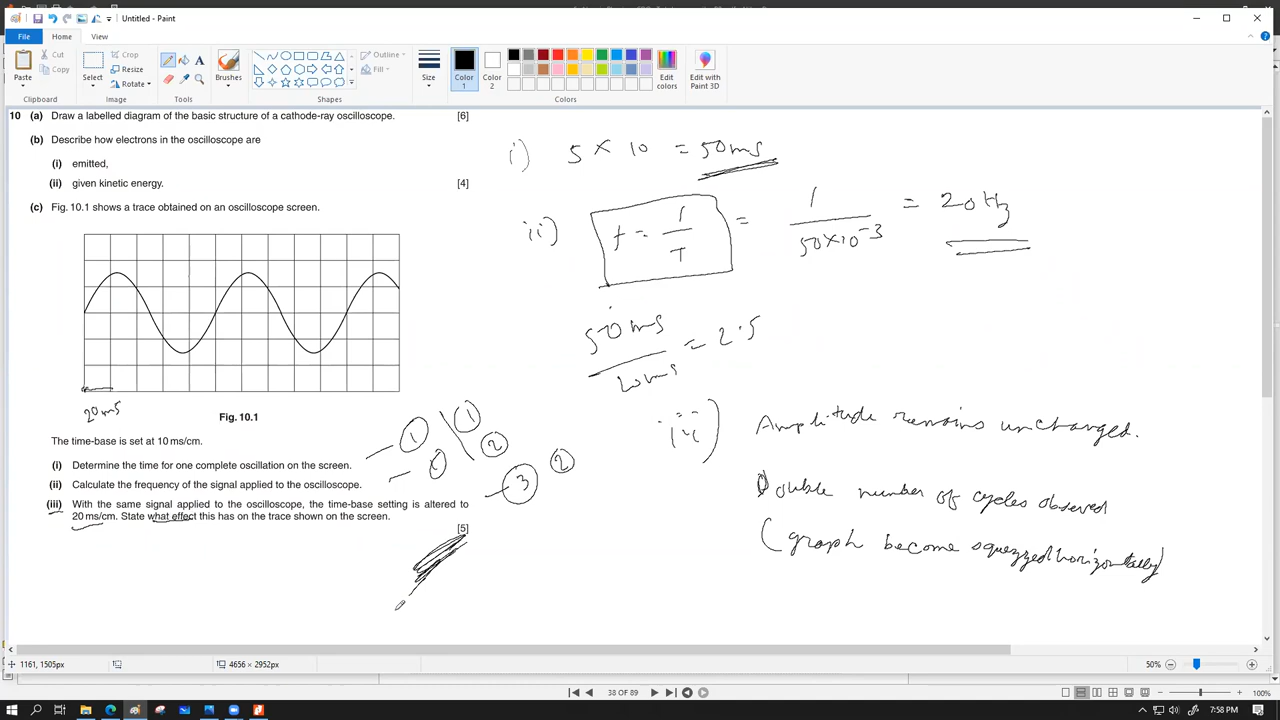 Untitled - Paint
File
Home
View
Paste
Cut
Copy
Clipboard
Select
Crop
Resize
Rotate
Image
A
Tools
Brushes
Shapes
Outline
Fill
Size
Color 1
Color 2
Colors
Edit colors
Edit with Paint 3D
10 (a) Draw a labelled diagram of the basic structure of a cathode-ray oscilloscope. [6]
(b) Describe how electrons in the oscilloscope are
(i) emitted,
(ii) given kinetic energy. [4]
(c) Fig. 10.1 shows a trace obtained on an oscilloscope screen.
20ms
Fig. 10.1
The time-base is set at 10 ms/cm.
(i) Determine the time for one complete oscillation on the screen.
(ii) Calculate the frequency of the signal applied to the oscilloscope.
(iii) With the same signal applied to the oscilloscope, the time-base setting is altered to
20 ms/cm. State what effect this has on the trace shown on the screen.
[5]
1 1
2
3 2
i) 5 × 10 = 50ms
ii) f = 1/T = 1/50×10-3 = 20Hz
50ms/20ms = 2.5
iii) Amplitude remains unchanged.
Double number of cycles observed
(graph become squezzed horizontally)
1161, 1505px
4656 × 2952px
50%
38 OF 89
100%
7:58 PM